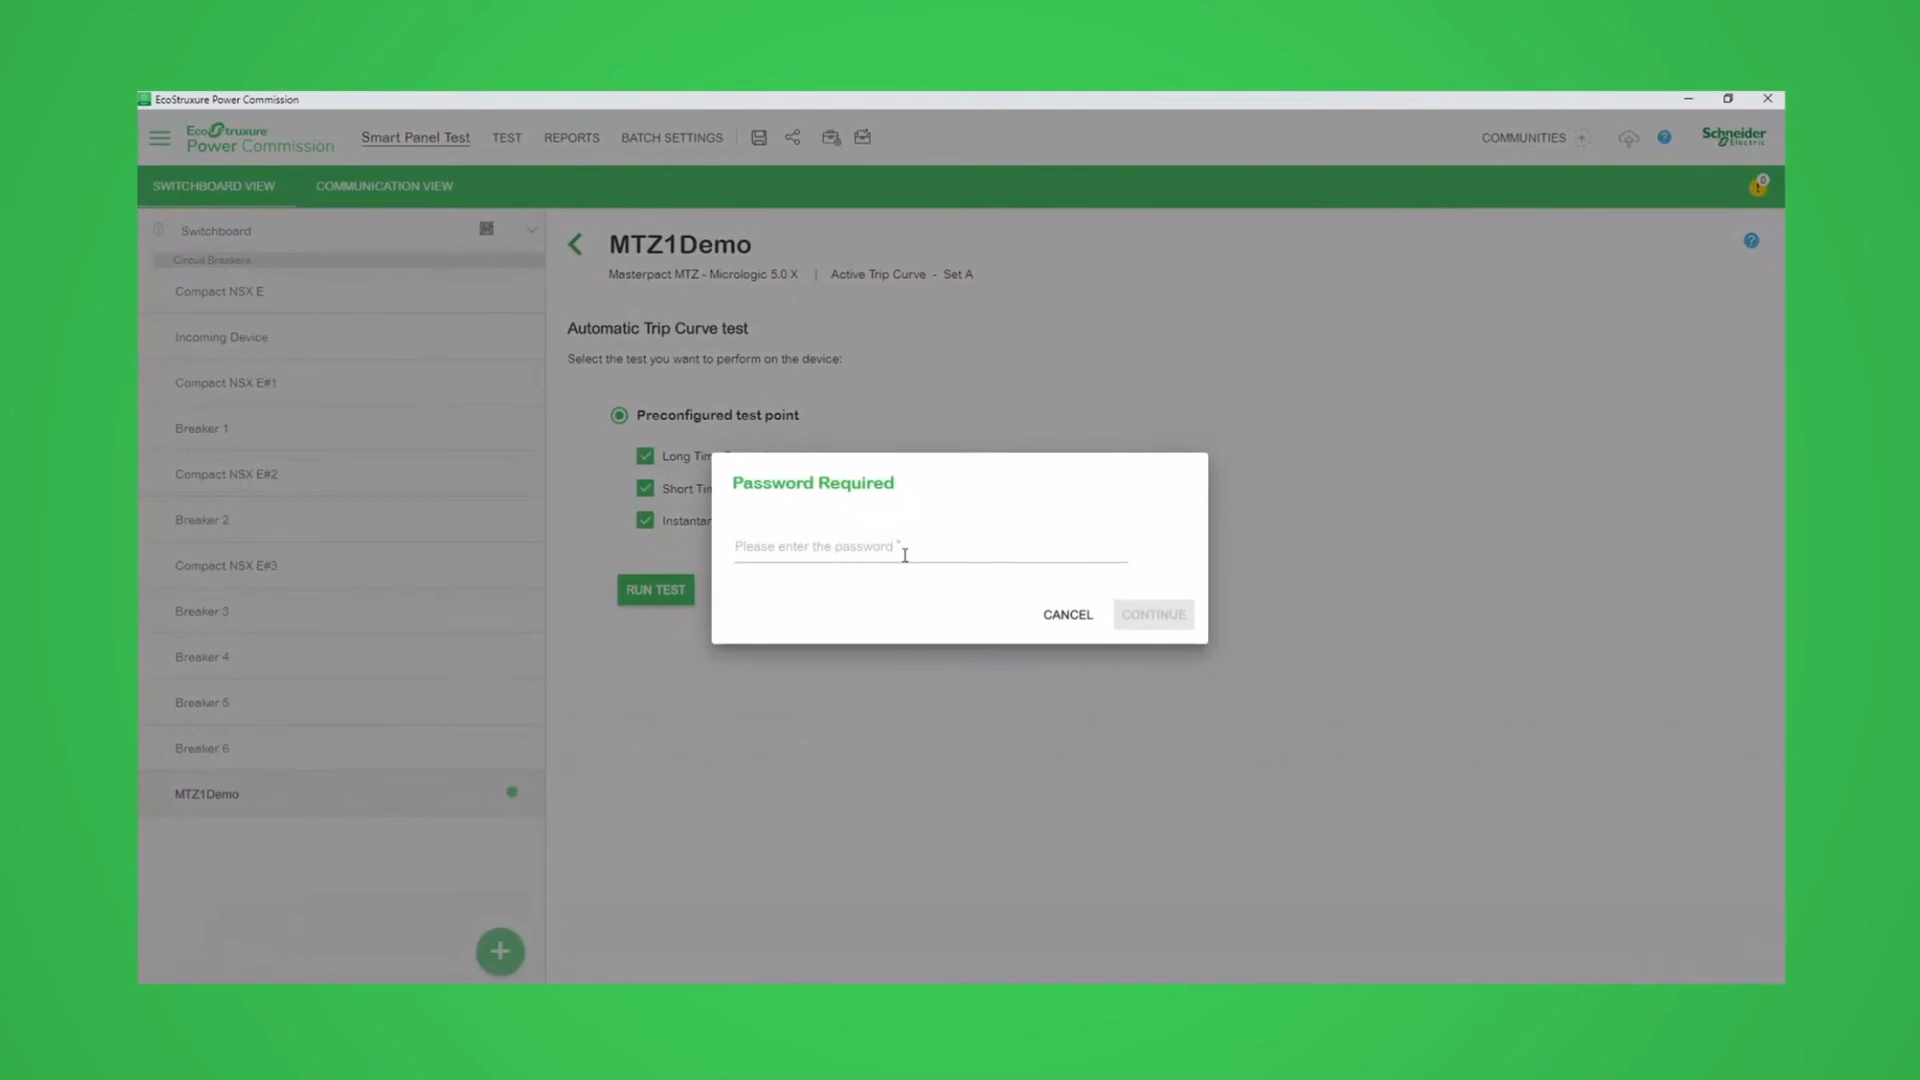 EcoStruxure Power Commission
EcoStruxure
Power Commission
Smart Panel Test
TEST
REPORTS
BATCH SETTINGS
COMMUNITIES
Schneider
Electric
SWITCHBOARD VIEW
COMMUNICATION VIEW
0
Switchboard
Circuit Breakers
Compact NSX E
Incoming Device
Compact NSX E#1
Breaker 1
Compact NSX E#2
Breaker 2
Compact NSX E#3
Breaker 3
Breaker 4
Breaker 5
Breaker 6
MTZ1Demo
MTZ1Demo
Masterpact MTZ - Micrologic 5.0 X | Active Trip Curve - Set A
Automatic Trip Curve test
Select the test you want to perform on the device:
Preconfigured test point
Long Tim
Short Tin
Instantar
RUN TEST
Password Required
Please enter the password *
CANCEL
CONTINUE